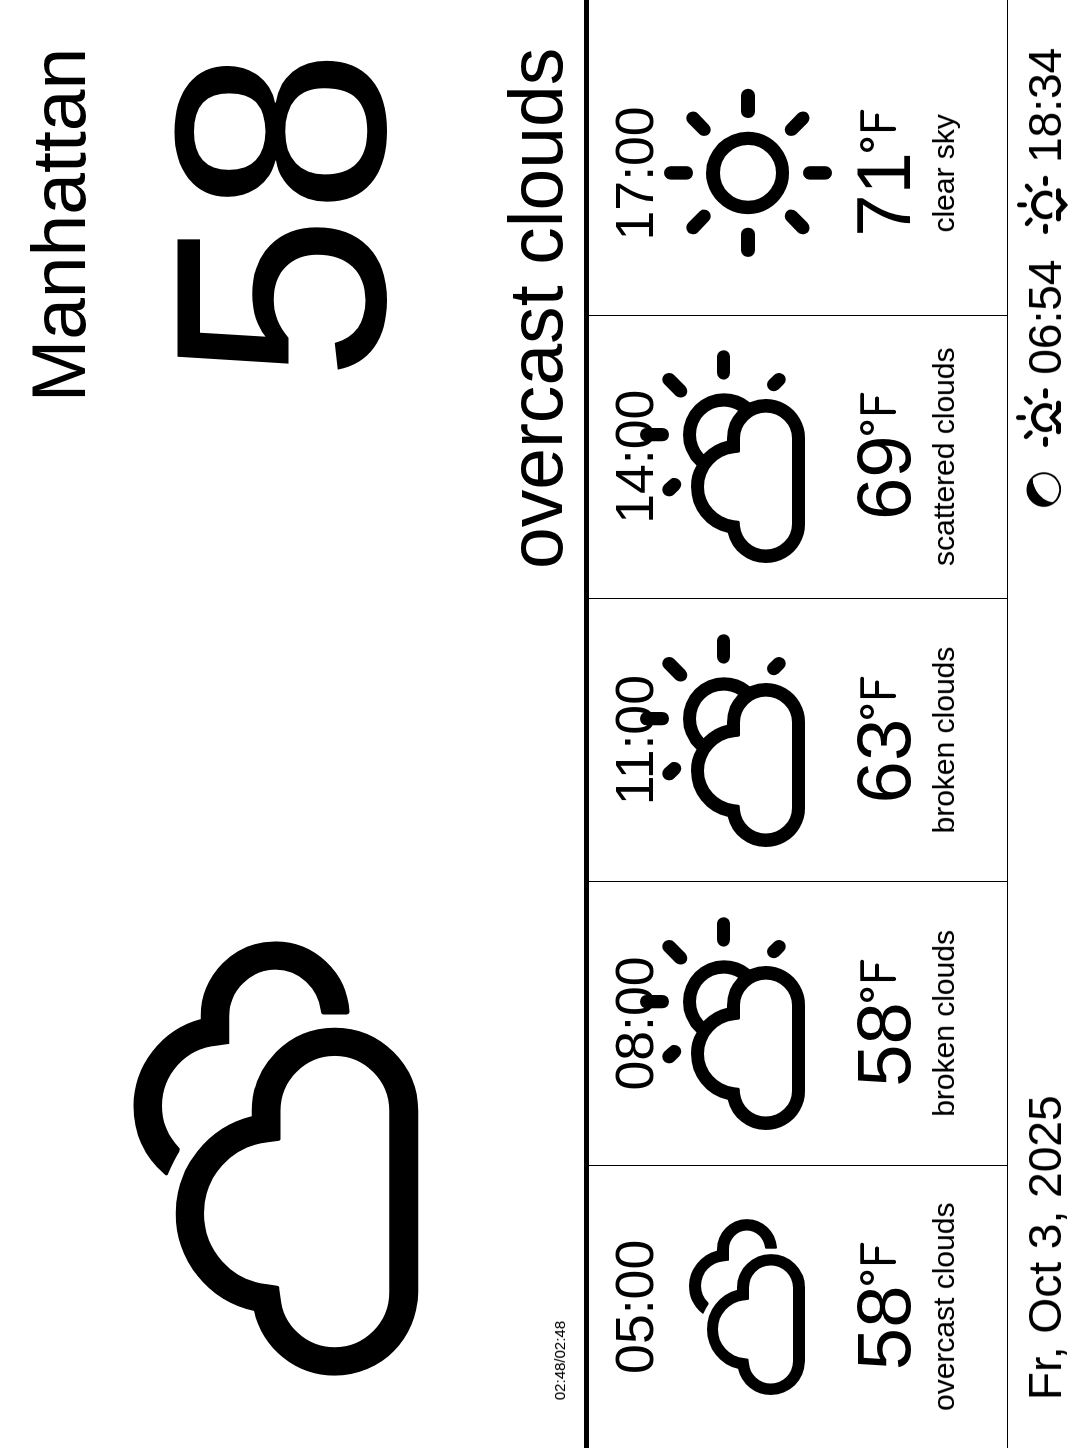 Manhattan
58
overcast clouds
02:48/02:48
05:00
58°F
overcast clouds
08:00
58°F
broken clouds
11:00
63°F
broken clouds
14:00
69°F
scattered clouds
17:00
71°F
clear sky
Fr, Oct 3, 2025
06:54
18:34